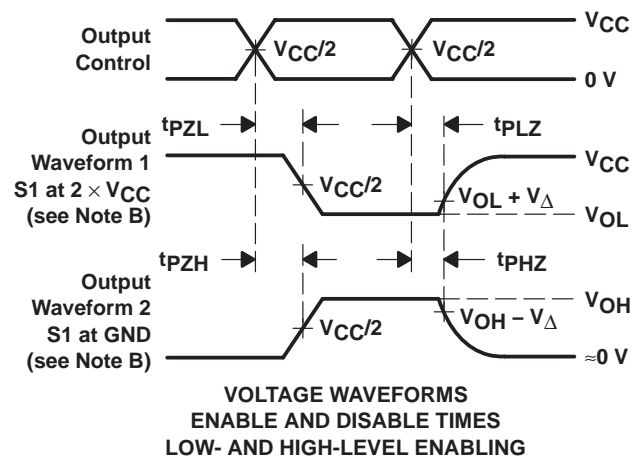 Output
Control
VCC/2
VCC/2
VCC
0 V
tPZL
tPLZ
Output
Waveform 1
S1 at 2 × VCC
(see Note B)
VCC/2
VCC
VOL + VΔ
VOL
tPZH
tPHZ
Output
Waveform 2
S1 at GND
(see Note B)
VCC/2
VOH
VOH − VΔ
≈0 V
VOLTAGE WAVEFORMS
ENABLE AND DISABLE TIMES
LOW- AND HIGH-LEVEL ENABLING